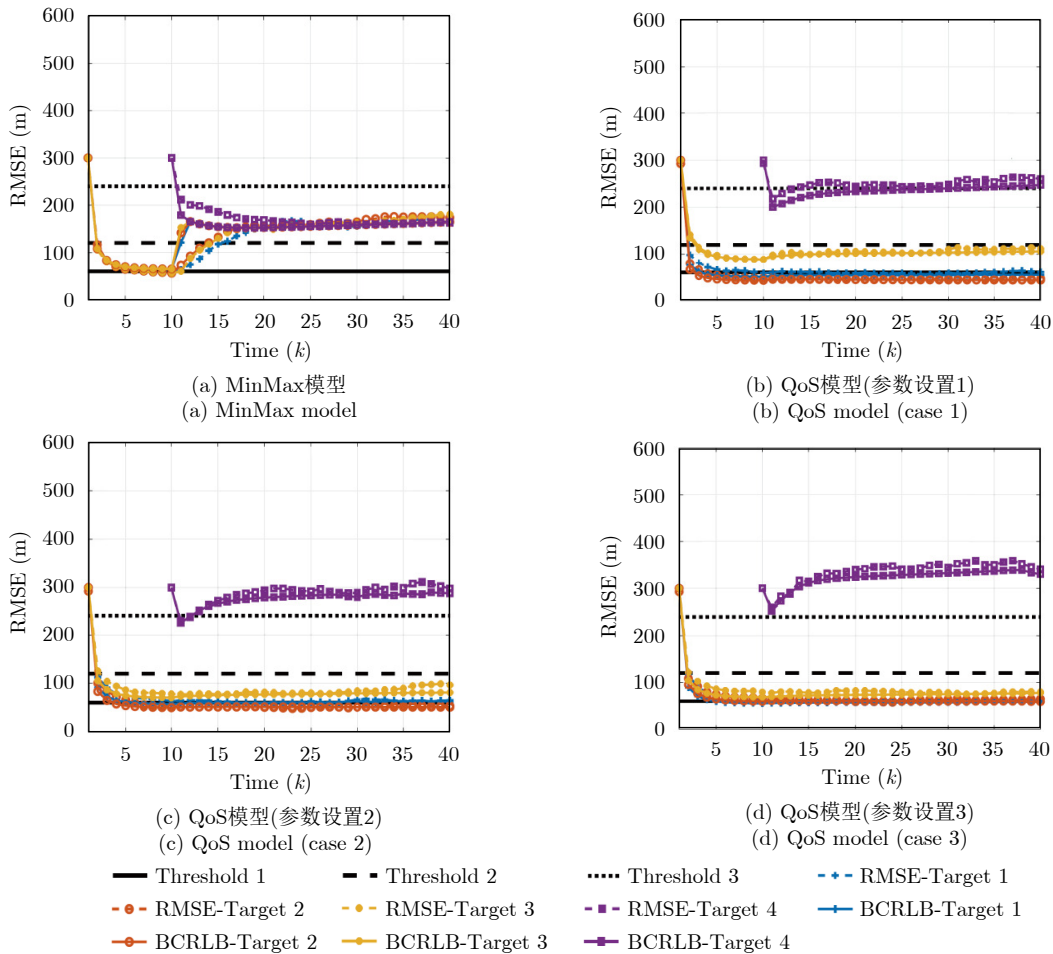 600
500
400
300
200
100
0
RMSE (m)
5 10 15 20 25 30 35 40
Time (k)
(a) MinMax模型
(a) MinMax model
600
500
400
300
200
100
0
RMSE (m)
5 10 15 20 25 30 35 40
Time (k)
(b) QoS模型(参数设置1)
(b) QoS model (case 1)
600
500
400
300
200
100
0
RMSE (m)
5 10 15 20 25 30 35 40
Time (k)
(c) QoS模型(参数设置2)
(c) QoS model (case 2)
600
500
400
300
200
100
0
RMSE (m)
5 10 15 20 25 30 35 40
Time (k)
(d) QoS模型(参数设置3)
(d) QoS model (case 3)
Threshold 1 Threshold 2 Threshold 3 RMSE-Target 1
RMSE-Target 2 RMSE-Target 3 RMSE-Target 4 BCRLB-Target 1
BCRLB-Target 2 BCRLB-Target 3 BCRLB-Target 4